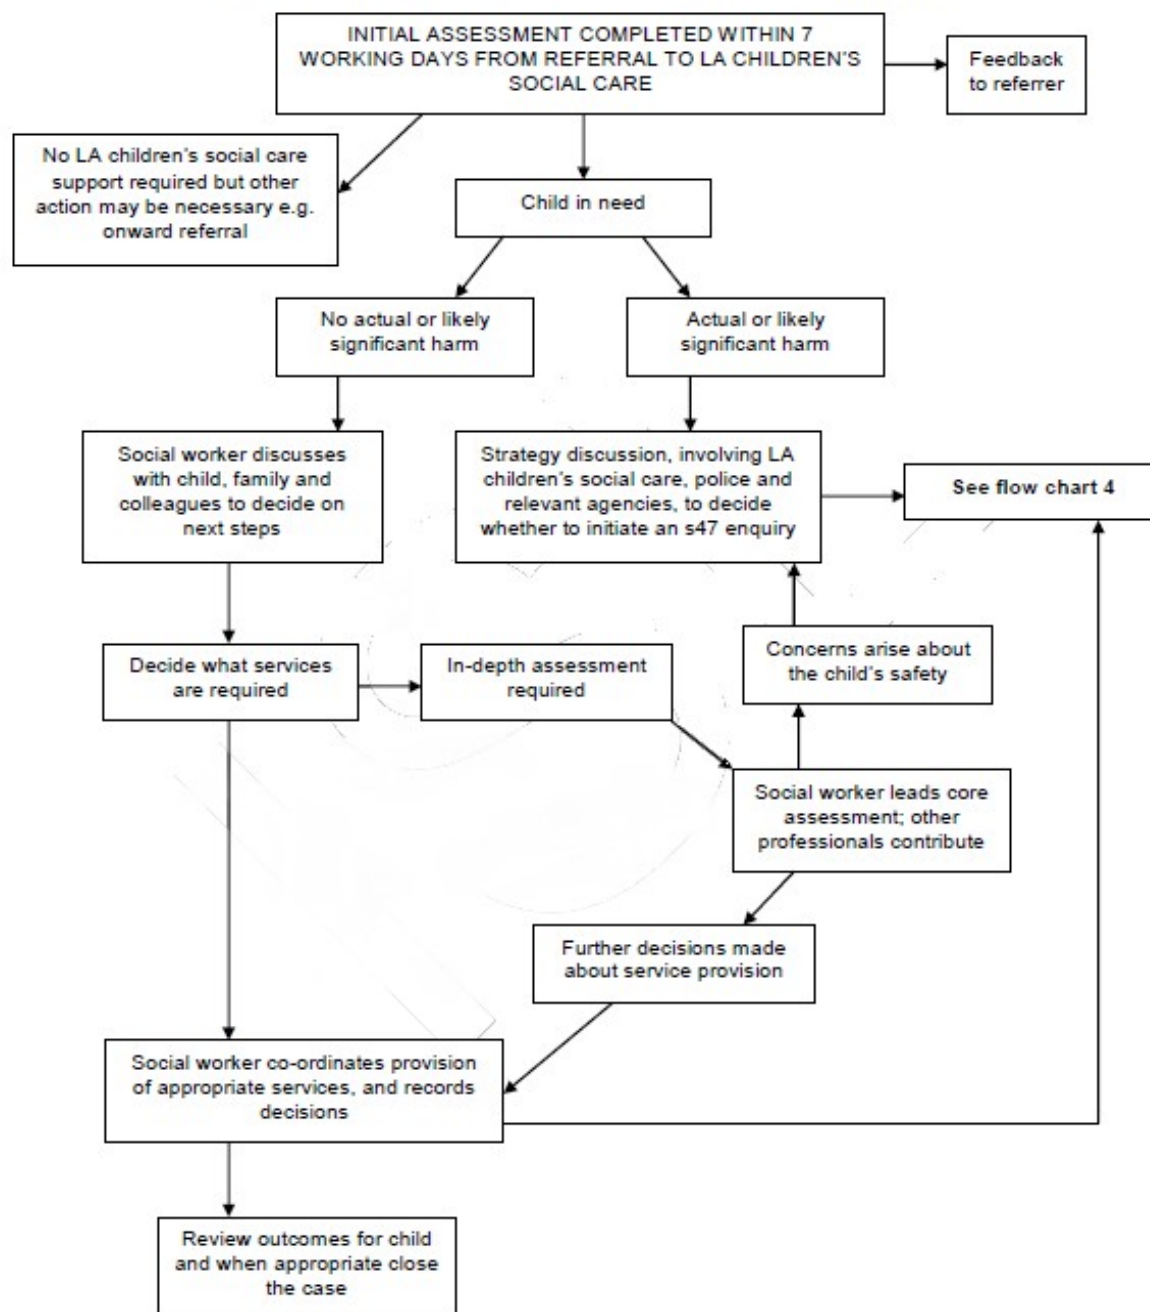 INITIAL ASSESSMENT COMPLETED WITHIN 7
WORKING DAYS FROM REFERRAL TO LA CHILDREN'S
SOCIAL CARE
Feedback
to referrer
No LA children's social care
support required but other
action may be necessary e.g.
onward referral
Child in need
No actual or likely
significant harm
Actual or likely
significant harm
Social worker discusses
with child, family and
colleagues to decide on
next steps
Strategy discussion, involving LA
children's social care, police and
relevant agencies, to decide
whether to initiate an s47 enquiry
See flow chart 4
Decide what services
are required
In-depth assessment
required
Concerns arise about
the child's safety
Social worker leads core
assessment; other
professionals contribute
Further decisions made
about service provision
Social worker co-ordinates provision
of appropriate services, and records
decisions
Review outcomes for child
and when appropriate close
the case